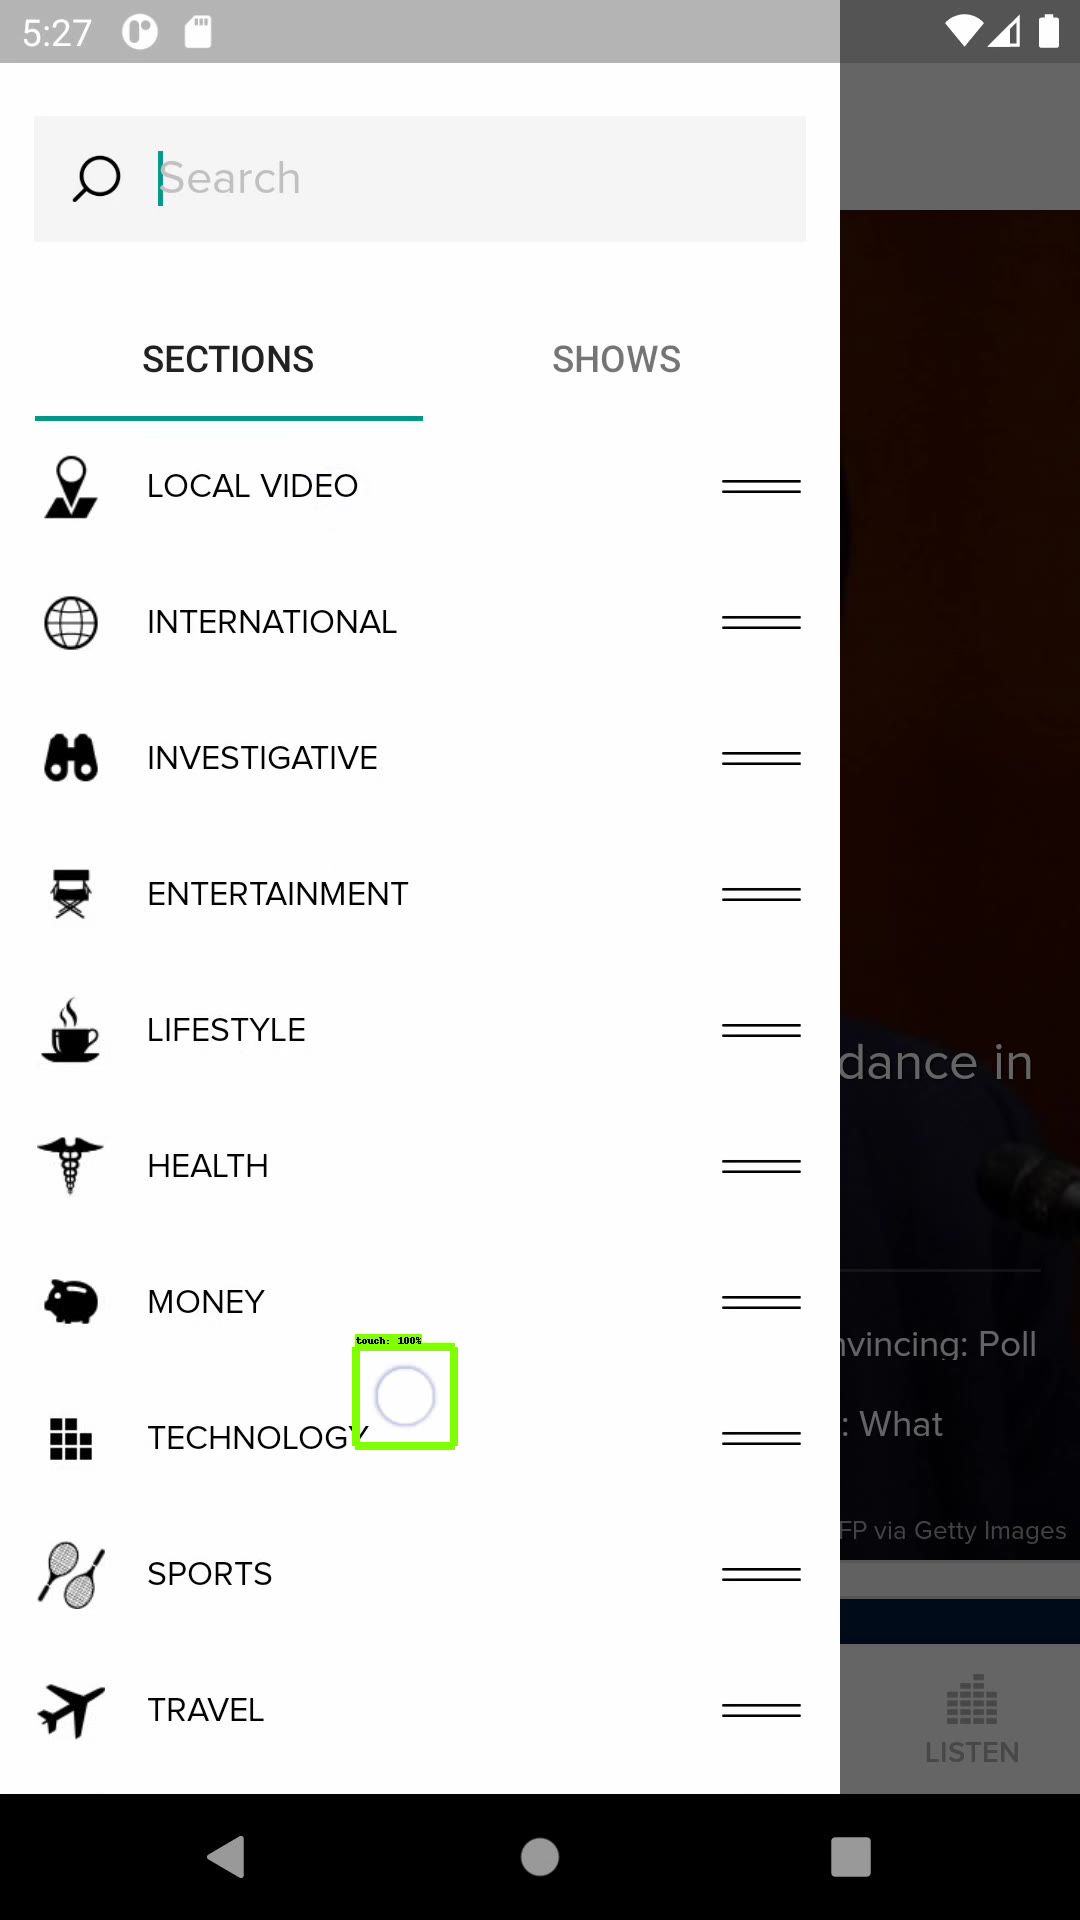 5:27
Search
SECTIONS
SHOWS
LOCAL VIDEO
INTERNATIONAL
INVESTIGATIVE
ENTERTAINMENT
LIFESTYLE
dance in
HEALTH
MONEY
touch: 100%
nvincing: Poll
: What
TECHNOLOGY
FP via Getty Images
SPORTS
TRAVEL
LISTEN